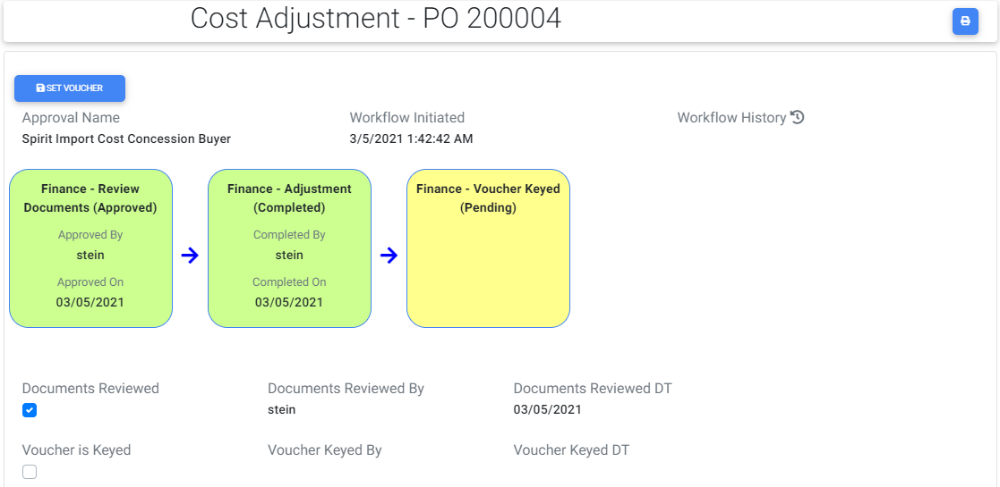 Cost Adjustment - PO 200004
SET VOUCHER
Approval Name
Workflow Initiated
Workflow History
Spirit Import Cost Concession Buyer
3/5/2021 1:42:42 AM
Finance - Review
Documents (Approved)
Approved By
stein
Approved On
03/05/2021
Finance - Adjustment
(Completed)
Completed By
stein
Completed On
03/05/2021
Finance - Voucher Keyed
(Pending)
Documents Reviewed
Documents Reviewed By
Documents Reviewed DT
stein
03/05/2021
Voucher is Keyed
Voucher Keyed By
Voucher Keyed DT